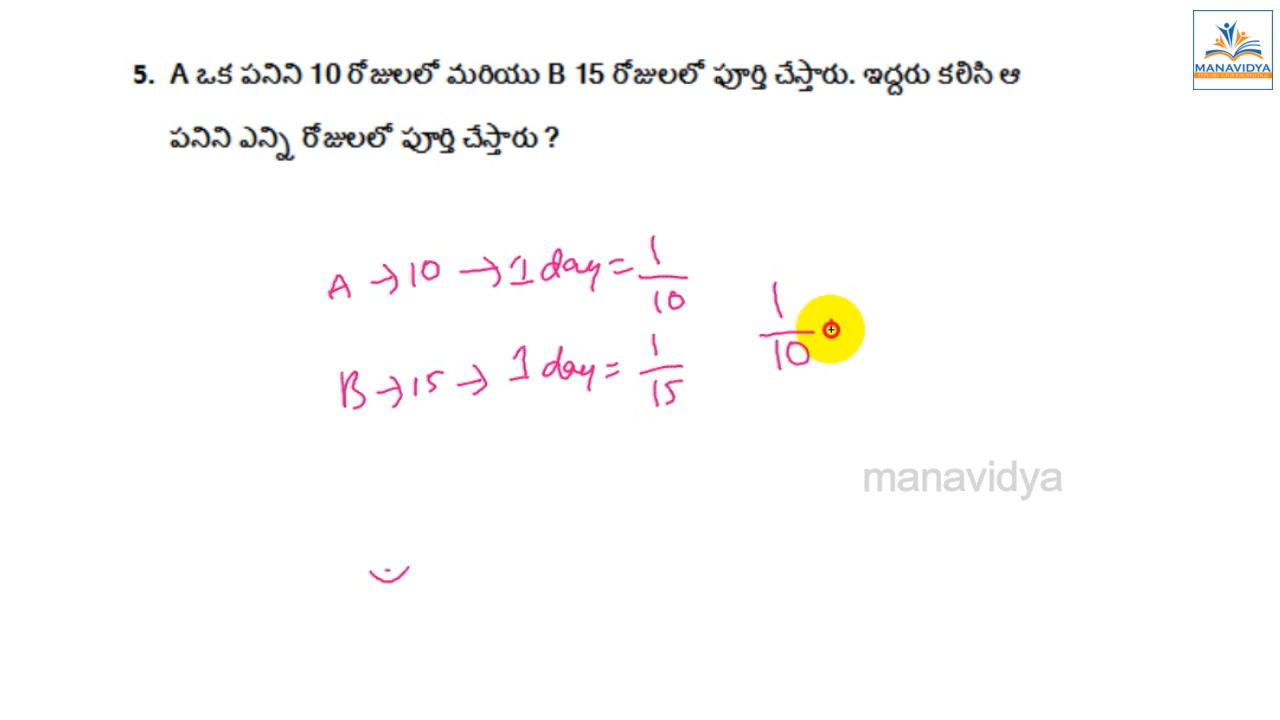 MANAVIDYA
5. A ఒక పనిని 10 రోజులలో మరియు B 15 రోజులలో పూర్తి చేస్తారు. ఇద్దరు కలిసి ఆ
పనిని ఎన్ని రోజులలో పూర్తి చేస్తారు ?
A → 10 → 1 day = 1/10
1/10
B → 15 → 1 day = 1/15
manavidya